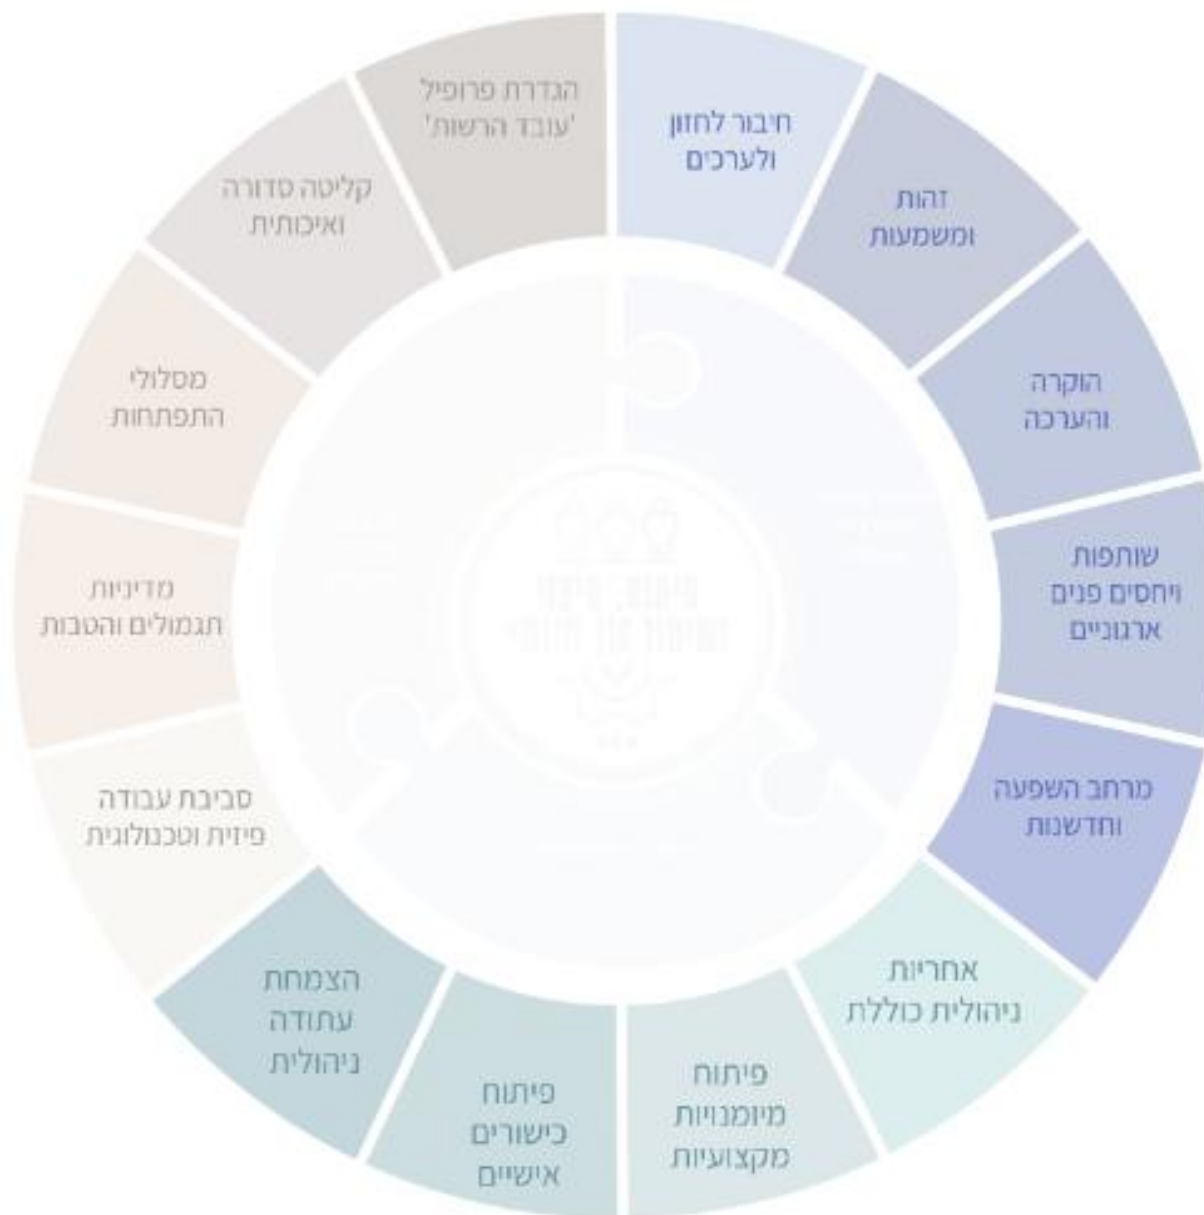 חיבור לחזון
ולערכים
זהות
ומשמעות
הוקרה
והערכה
שותפות
ויחסים פנים
ארגוניים
מרחב השפעה
וחדשנות
אחריות
ניהולית כוללת
פיתוח
מיומנויות
מקצועיות
פיתוח
כישורים
אישיים
הצמחת
עתודה
ניהולית
סביבת עבודה
פיזית וטכנולוגית
מדיניות
תגמולים והטבות
מסלולי
התפתחות
קליטה סדורה
ואיכותית
הגדרת פרופיל
'עובד הרשות'